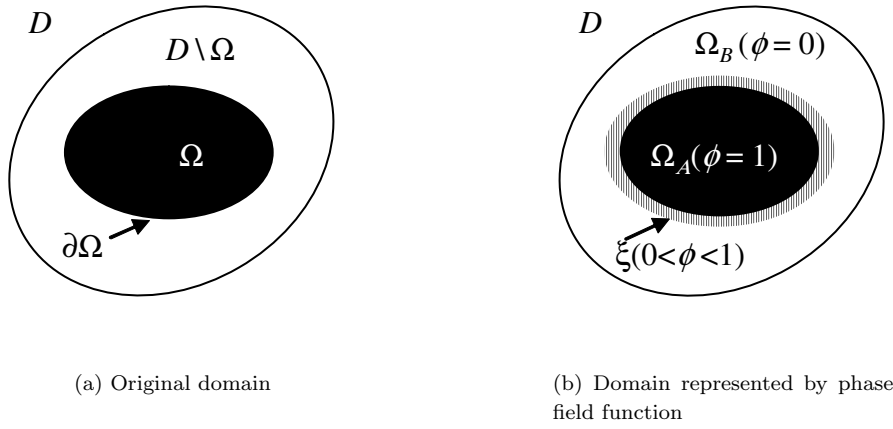 D
D \ Ω
Ω
∂Ω
(a) Original domain
D
Ω_B (ϕ = 0)
Ω_A (ϕ = 1)
ξ(0<ϕ<1)
(b) Domain represented by phase
field function